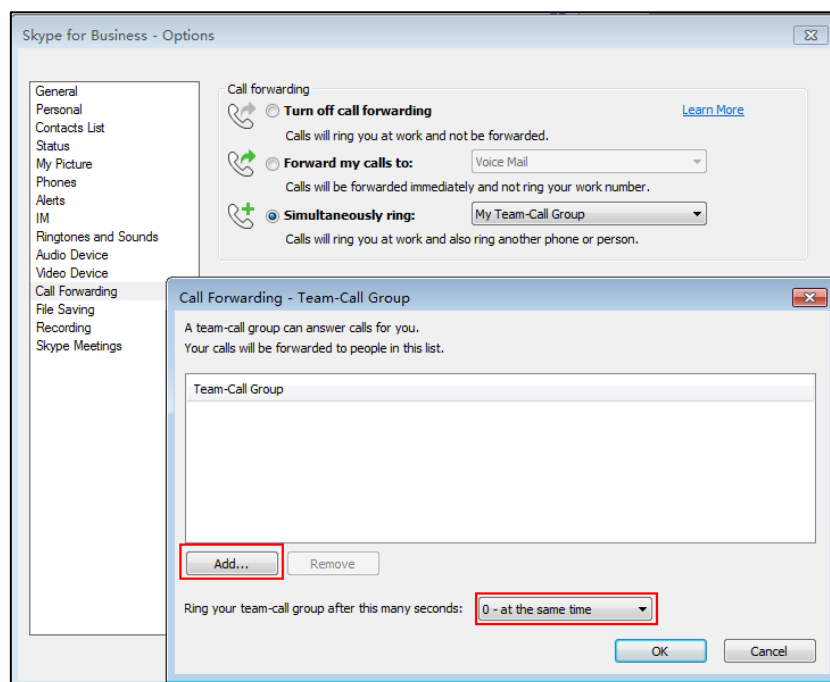 Skype for Business - Options
General
Personal
Contacts List
Status
My Picture
Phones
Alerts
IM
Ringtones and Sounds
Audio Device
Video Device
Call Forwarding
File Saving
Recording
Skype Meetings
Call forwarding
Turn off call forwarding Learn More
Calls will ring you at work and not be forwarded.
Forward my calls to: Voice Mail
Calls will be forwarded immediately and not ring your work number.
Simultaneously ring: My Team-Call Group
Calls will ring you at work and also ring another phone or person.
Call Forwarding - Team-Call Group
A team-call group can answer calls for you.
Your calls will be forwarded to people in this list.
Team-Call Group
Add... Remove
Ring your team-call group after this many seconds: 0 - at the same time
OK Cancel